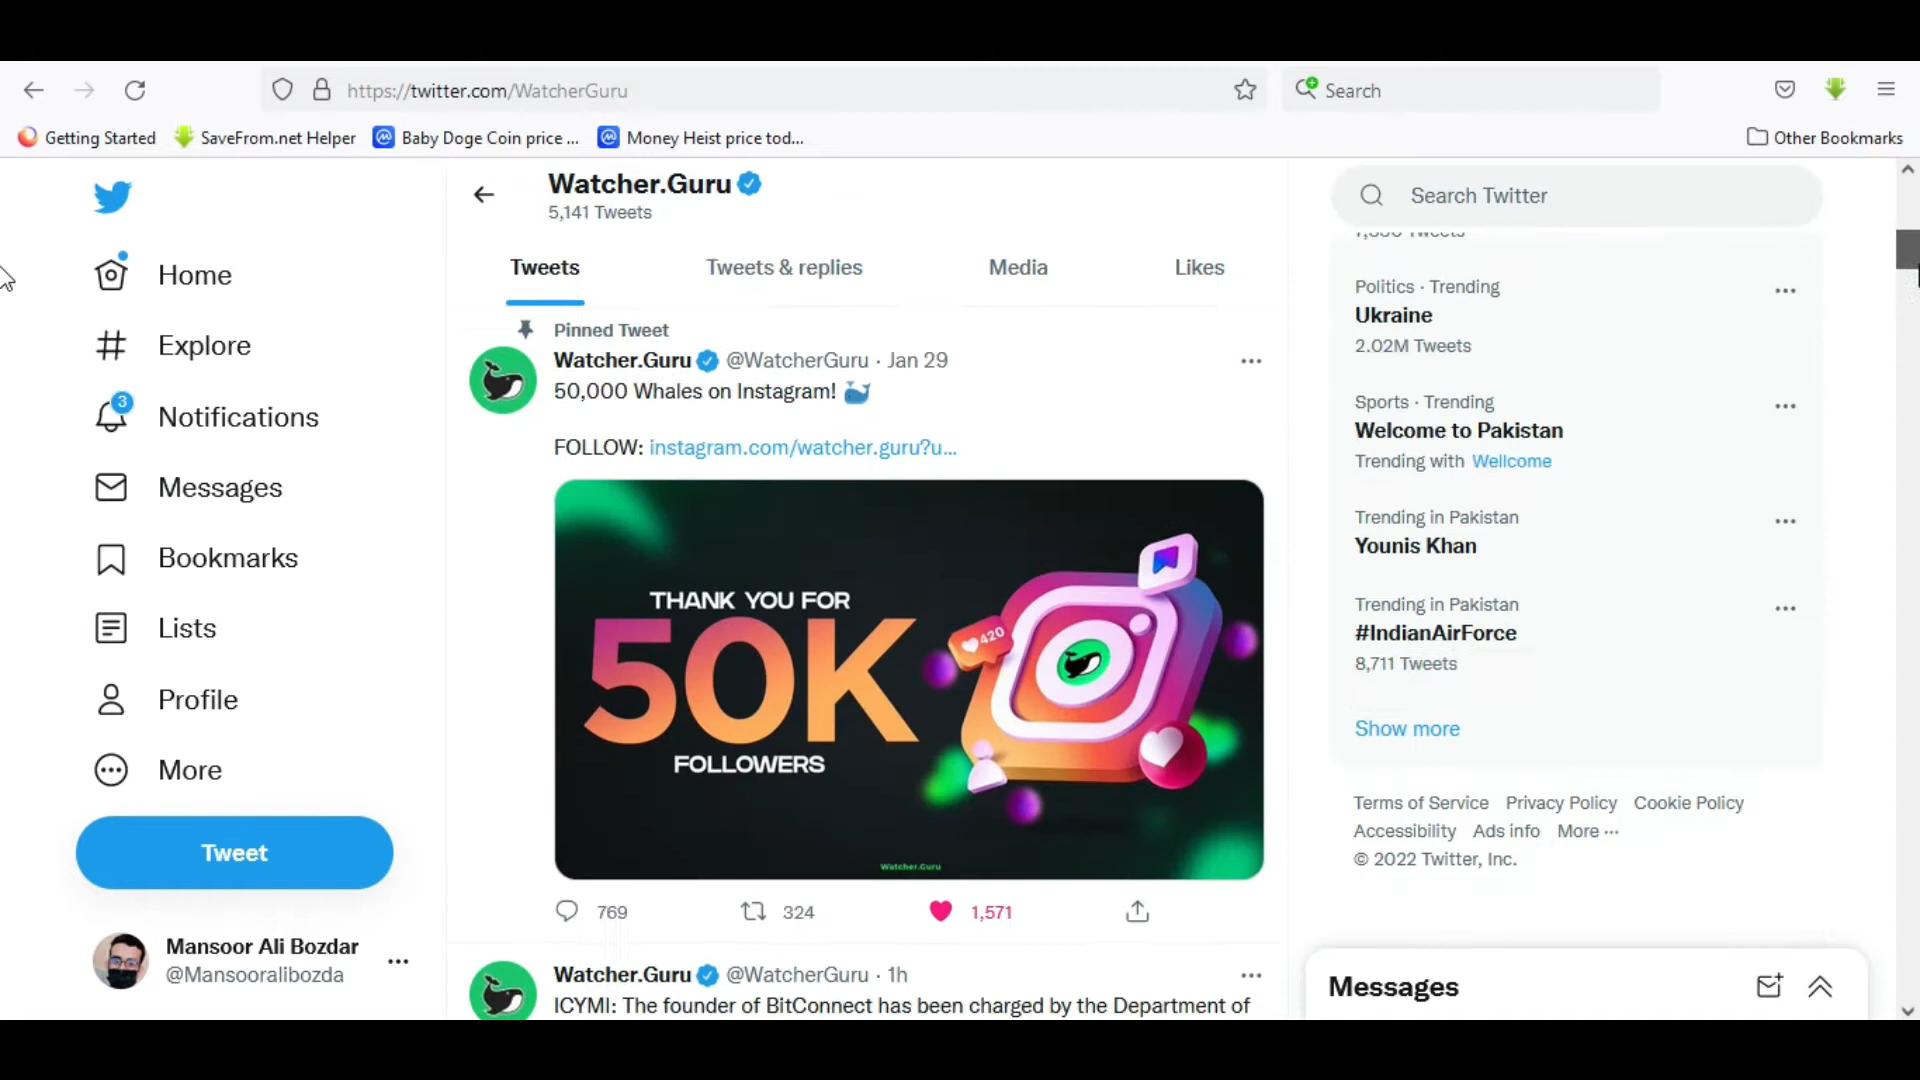 https://twitter.com/WatcherGuru
Search
Getting Started
SaveFrom.net Helper
Baby Doge Coin price ...
Money Heist price tod...
Other Bookmarks
Home
Explore
3
Notifications
Messages
Bookmarks
Lists
Profile
More
Tweet
Mansoor Ali Bozdar
@Mansooralibozda
Watcher.Guru
5,141 Tweets
Tweets
Tweets & replies
Media
Likes
Pinned Tweet
Watcher.Guru @WatcherGuru · Jan 29
50,000 Whales on Instagram!
FOLLOW: instagram.com/watcher.guru?u...
THANK YOU FOR
50K
FOLLOWERS
420
Watcher.Guru
769
324
1,571
Watcher.Guru @WatcherGuru · 1h
ICYMI: The founder of BitConnect has been charged by the Department of
Search Twitter
Politics · Trending
Ukraine
2.02M Tweets
Sports · Trending
Welcome to Pakistan
Trending with Wellcome
Trending in Pakistan
Younis Khan
Trending in Pakistan
#IndianAirForce
8,711 Tweets
Show more
Terms of Service Privacy Policy Cookie Policy
Accessibility Ads info More ···
© 2022 Twitter, Inc.
Messages